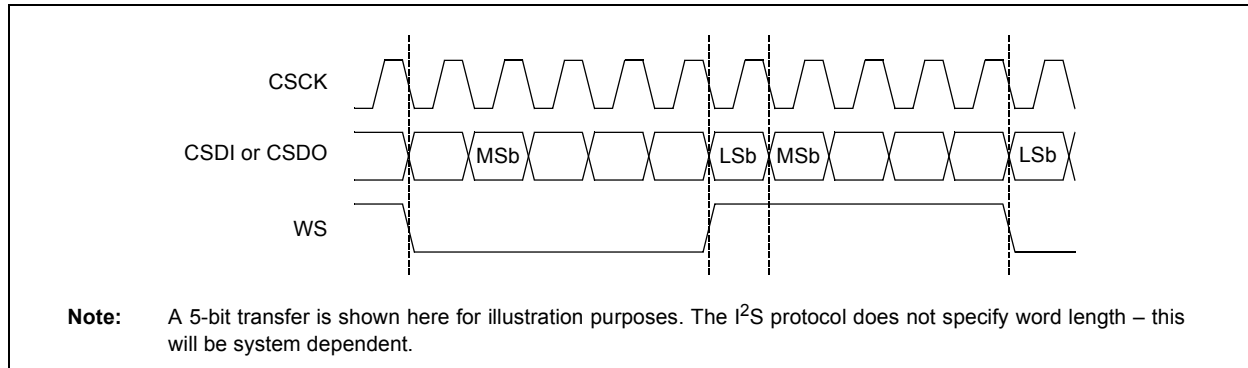 CSCK
CSDI or CSDO
MSb
LSb
MSb
LSb
WS
Note: A 5-bit transfer is shown here for illustration purposes. The I²S protocol does not specify word length – this
will be system dependent.